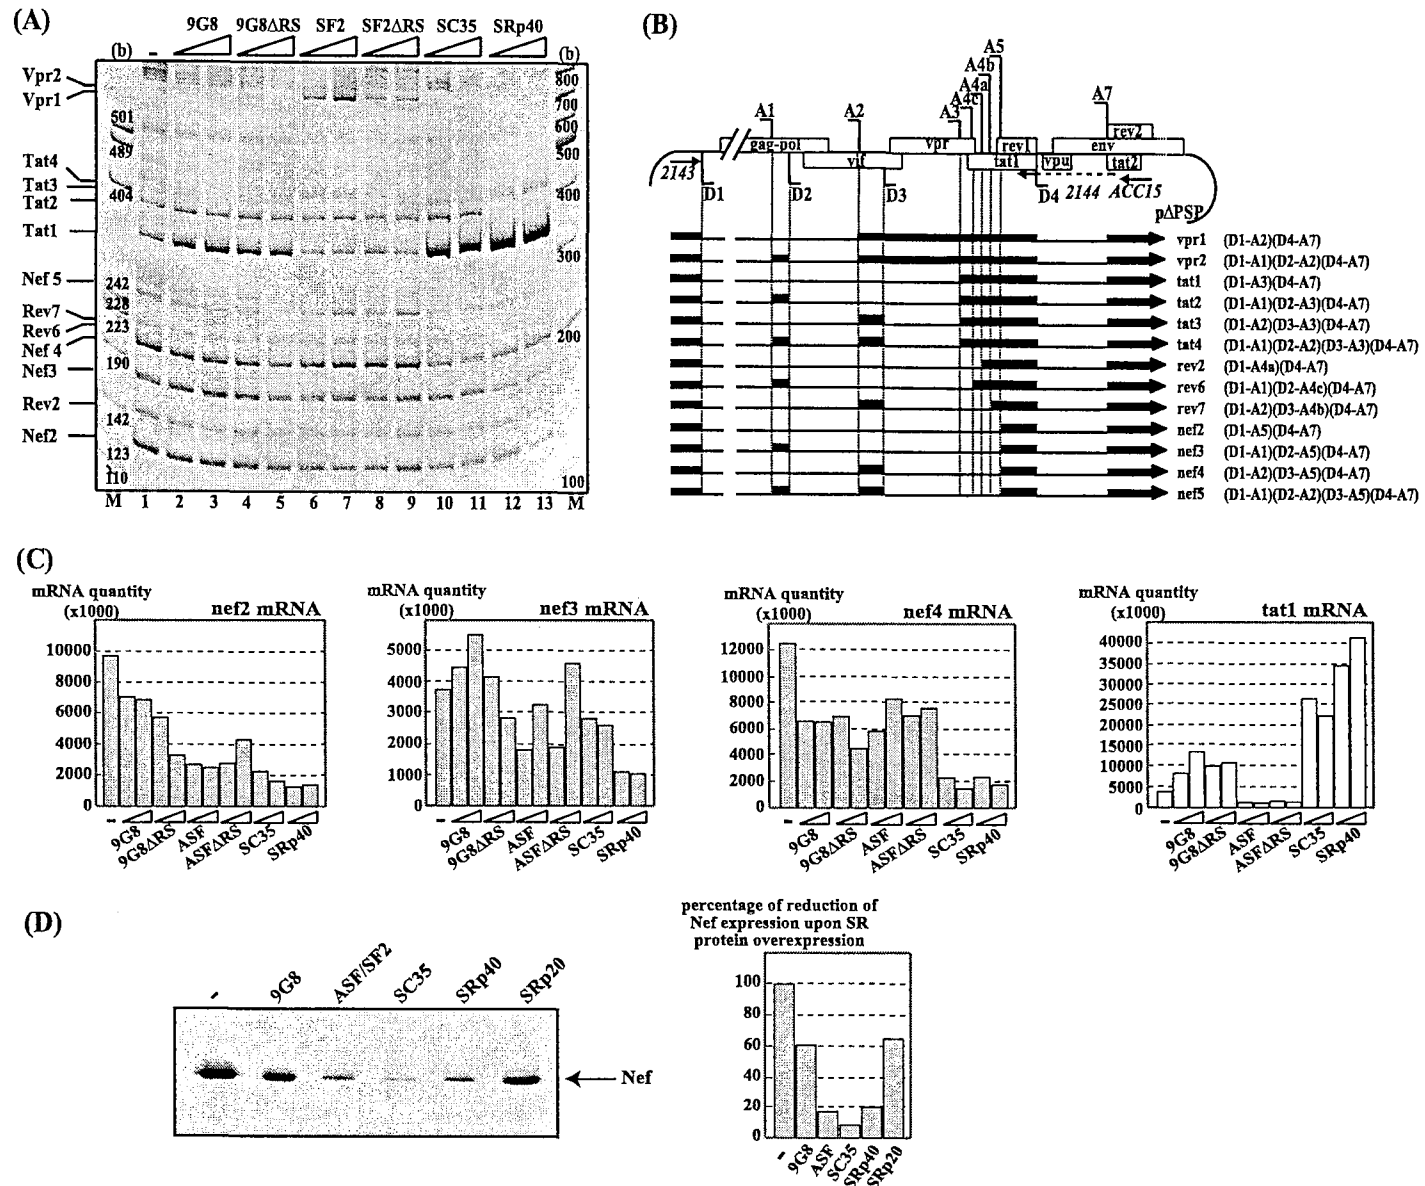 (A)
9G8 9G8ΔRS SF2 SF2ΔRS SC35 SRp40
(b) - (b)
Vpr2
Vpr1
Tat4
Tat3
Tat2
Tat1
Nef 5
Rev7
Rev6
Nef 4
Nef3
Rev2
Nef2
501
489
404
242
228
223
190
142
123
110
800
700
600
500
400
300
200
100
M 1 2 3 4 5 6 7 8 9 10 11 12 13 M
(B)
A1 A2 A3 A4c A4a A4b A5 A7
gag-pol vif vpr rev1 tat1 vpu env rev2 tat2
2143 D1 D2 D3 D4 2144 ACC15
pΔPSP
vpr1 (D1-A2)(D4-A7)
vpr2 (D1-A1)(D2-A2)(D4-A7)
tat1 (D1-A3)(D4-A7)
tat2 (D1-A1)(D2-A3)(D4-A7)
tat3 (D1-A2)(D3-A3)(D4-A7)
tat4 (D1-A1)(D2-A2)(D3-A3)(D4-A7)
rev2 (D1-A4a)(D4-A7)
rev6 (D1-A1)(D2-A4c)(D4-A7)
rev7 (D1-A2)(D3-A4b)(D4-A7)
nef2 (D1-A5)(D4-A7)
nef3 (D1-A1)(D2-A5)(D4-A7)
nef4 (D1-A2)(D3-A5)(D4-A7)
nef5 (D1-A1)(D2-A2)(D3-A5)(D4-A7)
(C)
mRNA quantity
(x1000)
nef2 mRNA
10000
8000
6000
4000
2000
0
- 9G8 9G8ΔRS ASF ASFΔRS SC35 SRp40
mRNA quantity
(x1000)
nef3 mRNA
5000
4000
3000
2000
1000
0
- 9G8 9G8ΔRS ASF ASFΔRS SC35 SRp40
mRNA quantity
(x1000)
nef4 mRNA
12000
10000
8000
6000
4000
2000
0
- 9G8 9G8ΔRS ASF ASFΔRS SC35 SRp40
mRNA quantity
(x1000)
tat1 mRNA
40000
35000
30000
25000
20000
15000
10000
5000
0
- 9G8 9G8ΔRS ASF ASFΔRS SC35 SRp40
(D)
- 9G8 ASF/SF2 SC35 SRp40 SRp20
Nef
percentage of reduction of
Nef expression upon SR
protein overexpression
100
80
60
40
20
0
- 9G8 ASF SC35 SRp40 SRp20